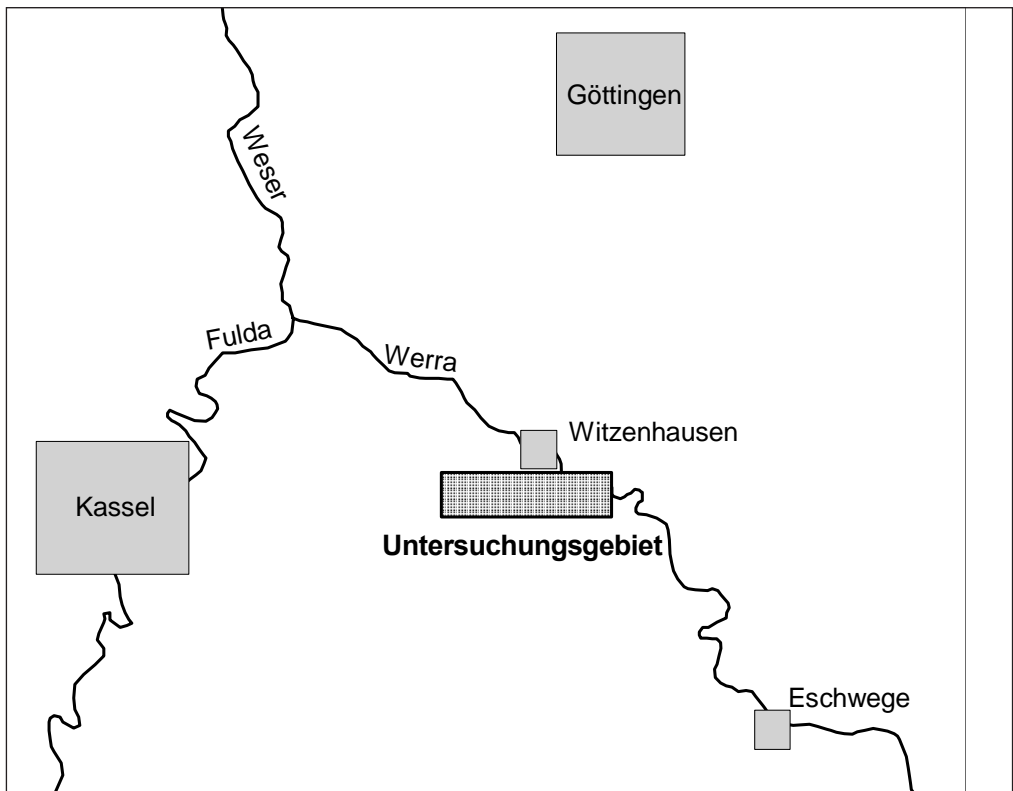 Göttingen
Weser
Fulda
Werra
Witzenhausen
Kassel
Untersuchungsgebiet
Eschwege